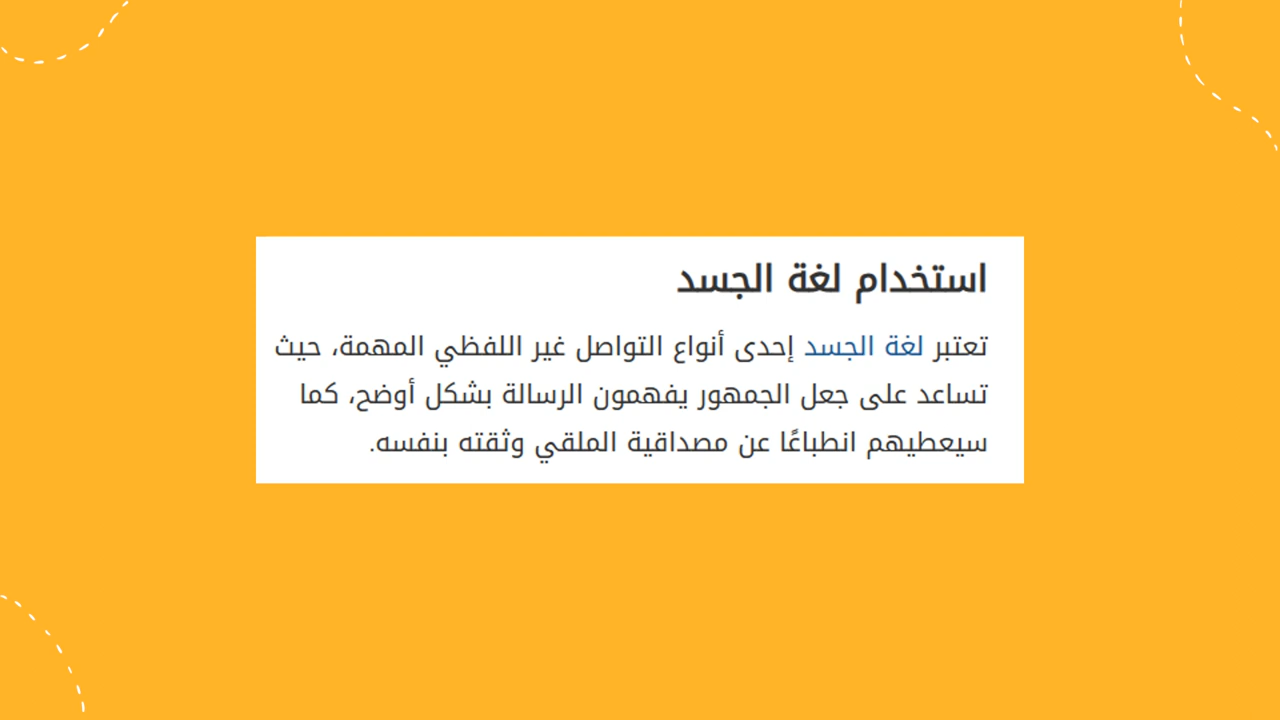 استخدام لغة الجسد
تعتبر لغة الجسد إحدى أنواع التواصل غير اللفظي المهمة، حيث
تساعد على جعل الجمهور يفهمون الرسالة بشكل أوضح، كما
سيعطيهم انطباعًا عن مصداقية الملقي وثقته بنفسه.